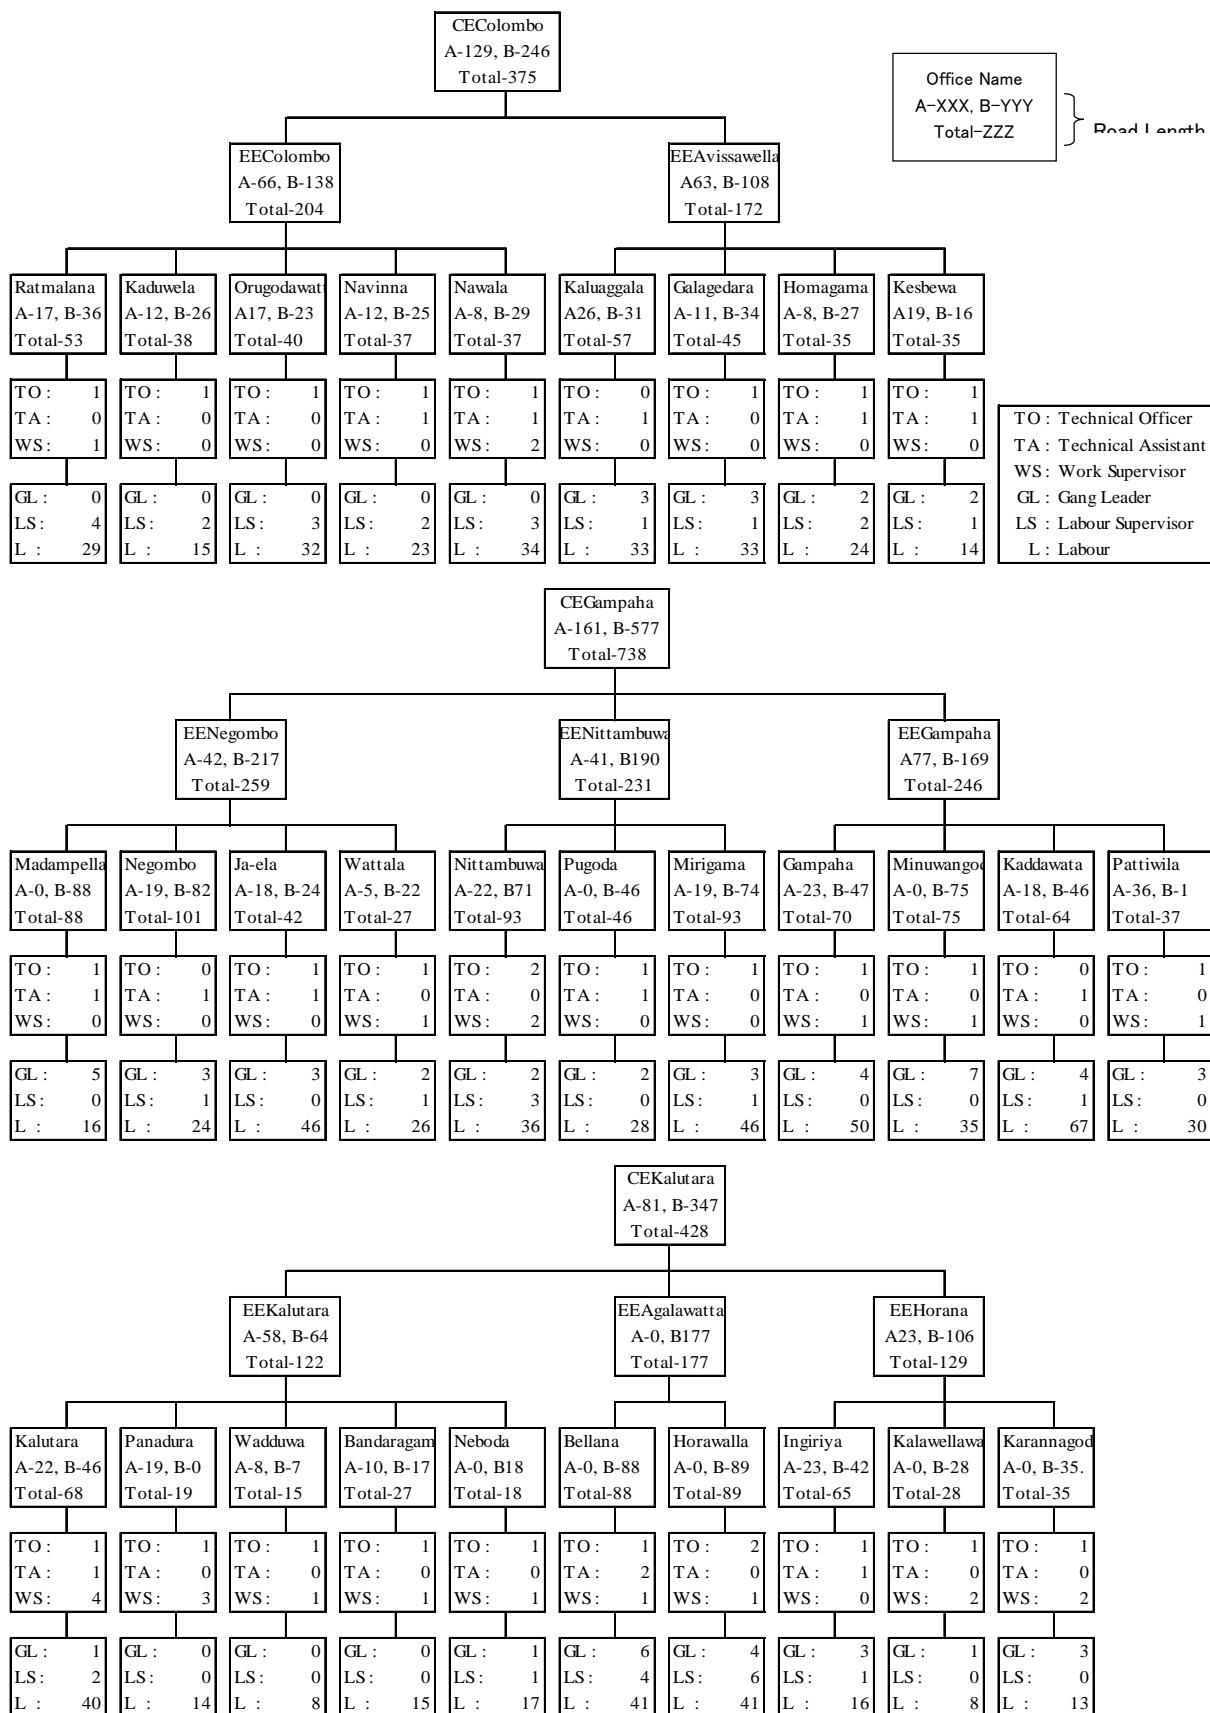 CEColombo
A-129, B-246
Total-375
Office Name
A-XXX, B-YYY
Total-ZZZ
Road Length
EEColombo
A-66, B-138
Total-204
EEAvissawella
A63, B-108
Total-172
Ratmalana Kaduwela Orugodawatt Navinna Nawala Kaluaggala Galagedara Homagama Kesbewa
A-17, B-36 A-12, B-26 A17, B-23 A-12, B-25 A-8, B-29 A26, B-31 A-11, B-34 A-8, B-27 A19, B-16
Total-53 Total-38 Total-40 Total-37 Total-37 Total-57 Total-45 Total-35 Total-35
TO : 1 TO : 1 TO : 1 TO : 1 TO : 1 TO : 0 TO : 1 TO : 1 TO : 1
TA : 0 TA : 0 TA : 0 TA : 1 TA : 1 TA : 1 TA : 0 TA : 1 TA : 1
WS : 1 WS : 0 WS : 0 WS : 0 WS : 2 WS : 0 WS : 0 WS : 0 WS : 0
GL : 0 GL : 0 GL : 0 GL : 0 GL : 0 GL : 3 GL : 3 GL : 2 GL : 2
LS : 4 LS : 2 LS : 3 LS : 2 LS : 3 LS : 1 LS : 1 LS : 2 LS : 1
L : 29 L : 15 L : 32 L : 23 L : 34 L : 33 L : 33 L : 24 L : 14
TO : Technical Officer
TA : Technical Assistant
WS : Work Supervisor
GL : Gang Leader
LS : Labour Supervisor
L : Labour
CEGampaha
A-161, B-577
Total-738
EENegombo
A-42, B-217
Total-259
EENittambuwa
A-41, B190
Total-231
EEGampaha
A77, B-169
Total-246
Madampella Negombo Ja-ela Wattala Nittambuwa Pugoda Mirigama Gampaha Minuwangod Kaddawata Pattiwila
A-0, B-88 A-19, B-82 A-18, B-24 A-5, B-22 A-22, B71 A-0, B-46 A-19, B-74 A-23, B-47 A-0, B-75 A-18, B-46 A-36, B-1
Total-88 Total-101 Total-42 Total-27 Total-93 Total-46 Total-93 Total-70 Total-75 Total-64 Total-37
TO : 1 TO : 0 TO : 1 TO : 1 TO : 2 TO : 1 TO : 1 TO : 1 TO : 1 TO : 0 TO : 1
TA : 1 TA : 1 TA : 1 TA : 0 TA : 0 TA : 1 TA : 0 TA : 0 TA : 0 TA : 1 TA : 0
WS : 0 WS : 0 WS : 0 WS : 1 WS : 2 WS : 0 WS : 0 WS : 1 WS : 1 WS : 0 WS : 1
GL : 5 GL : 3 GL : 3 GL : 2 GL : 2 GL : 2 GL : 3 GL : 4 GL : 7 GL : 4 GL : 3
LS : 0 LS : 1 LS : 0 LS : 1 LS : 3 LS : 0 LS : 1 LS : 0 LS : 0 LS : 1 LS : 0
L : 16 L : 24 L : 46 L : 26 L : 36 L : 28 L : 46 L : 50 L : 35 L : 67 L : 30
CEKalutara
A-81, B-347
Total-428
EEKalutara
A-58, B-64
Total-122
EEAgalawatta
A-0, B177
Total-177
EEHorana
A23, B-106
Total-129
Kalutara Panadura Wadduwa Bandaragam Neboda Bellana Horawalla Ingiriya Kalawellawa Karannagod
A-22, B-46 A-19, B-0 A-8, B-7 A-10, B-17 A-0, B18 A-0, B-88 A-0, B-89 A-23, B-42 A-0, B-28 A-0, B-35.
Total-68 Total-19 Total-15 Total-27 Total-18 Total-88 Total-89 Total-65 Total-28 Total-35
TO : 1 TO : 1 TO : 1 TO : 1 TO : 1 TO : 1 TO : 2 TO : 1 TO : 1 TO : 1
TA : 1 TA : 0 TA : 0 TA : 0 TA : 0 TA : 2 TA : 0 TA : 1 TA : 0 TA : 0
WS : 4 WS : 3 WS : 1 WS : 1 WS : 1 WS : 1 WS : 1 WS : 0 WS : 2 WS : 2
GL : 1 GL : 0 GL : 0 GL : 0 GL : 1 GL : 6 GL : 4 GL : 3 GL : 1 GL : 3
LS : 2 LS : 0 LS : 0 LS : 0 LS : 1 LS : 4 LS : 6 LS : 1 LS : 0 LS : 0
L : 40 L : 14 L : 8 L : 15 L : 17 L : 41 L : 41 L : 16 L : 8 L : 13